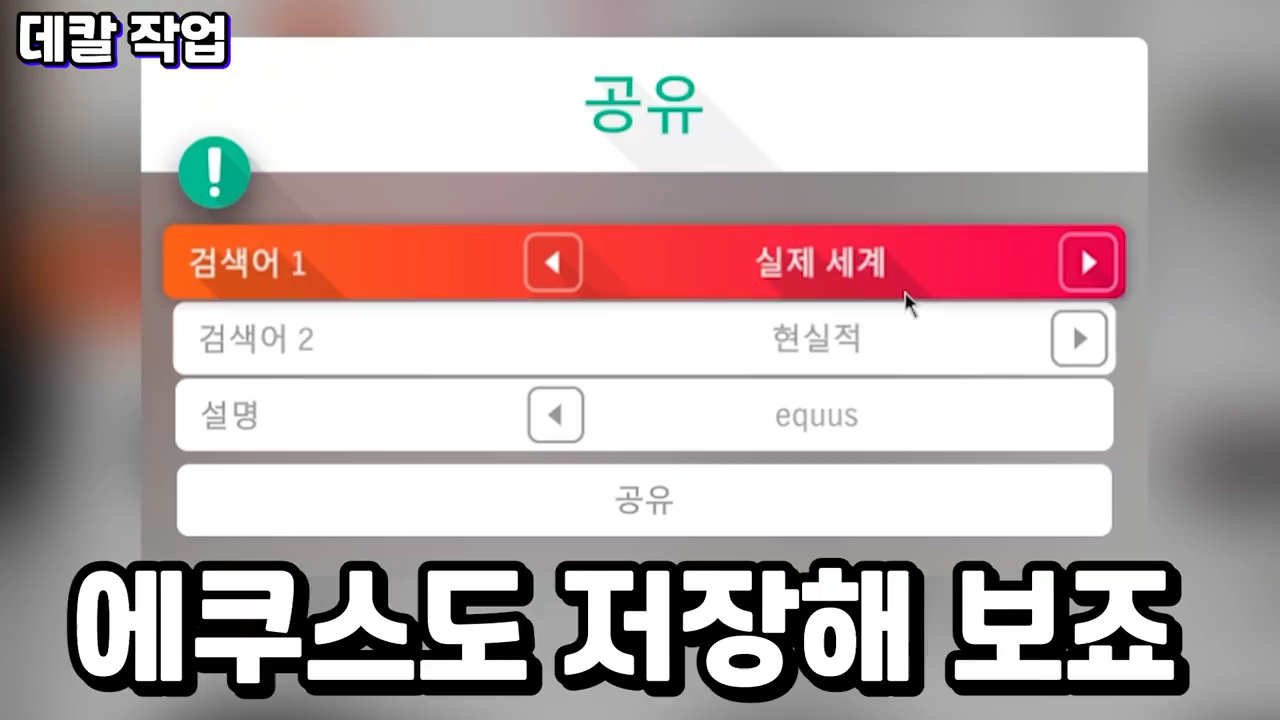 데칼 작업
공유
검색어 1 실제 세계
검색어 2 현실적
설명 equus
공유
에쿠스도 저장해 보죠